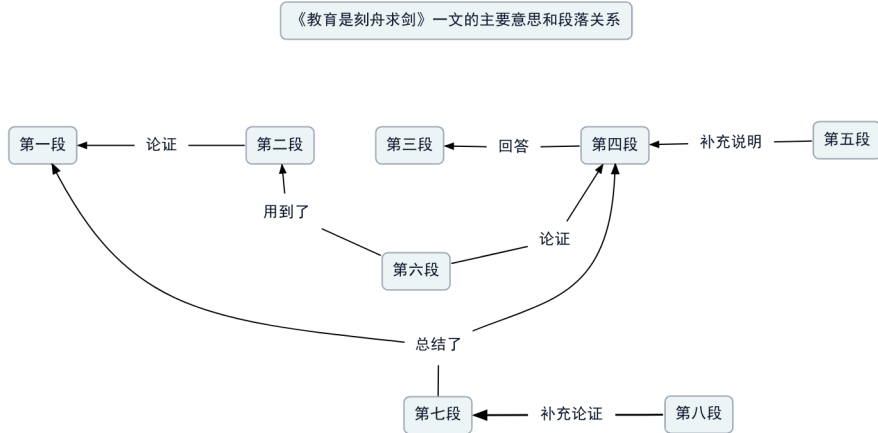 《教育是刻舟求剑》一文的主要意思和段落关系
第一段
论证
第二段
第三段
回答
第四段
补充说明
第五段
用到了
论证
第六段
总结了
第七段
补充论证
第八段